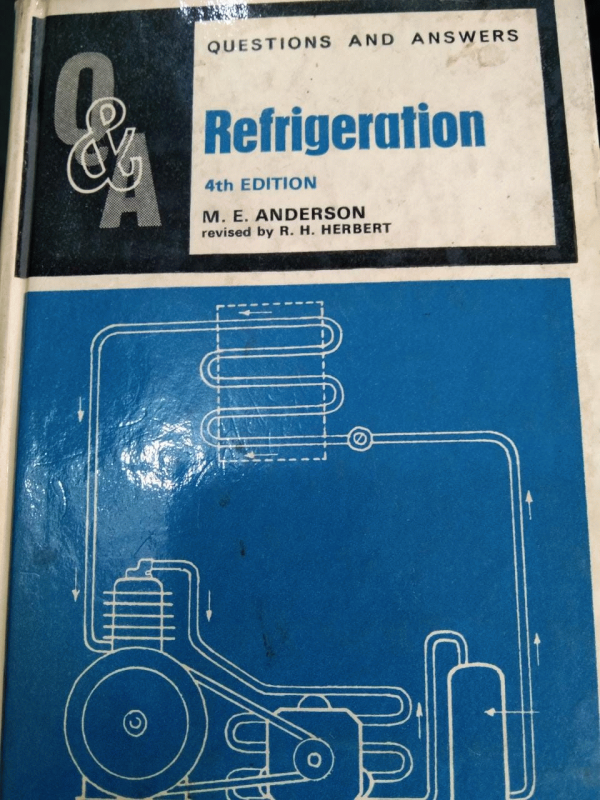 Q & A
QUESTIONS AND ANSWERS
Refrigeration
4th EDITION
M. E. ANDERSON
revised by R. H. HERBERT